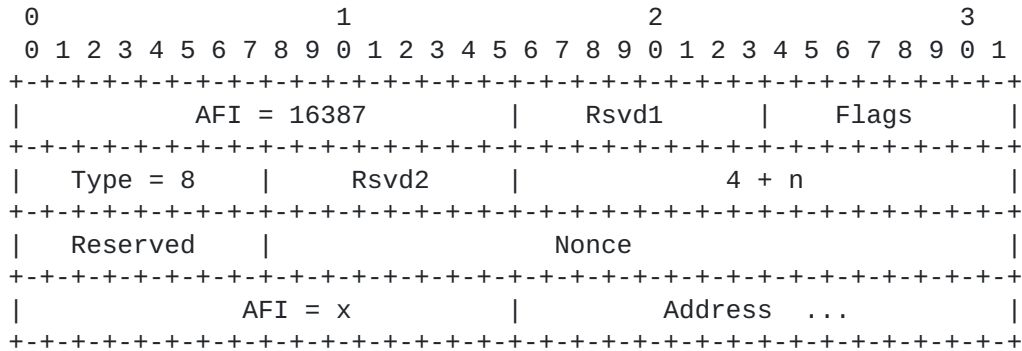 0                   1                   2                   3
 0 1 2 3 4 5 6 7 8 9 0 1 2 3 4 5 6 7 8 9 0 1 2 3 4 5 6 7 8 9 0 1
+-+-+-+-+-+-+-+-+-+-+-+-+-+-+-+-+-+-+-+-+-+-+-+-+-+-+-+-+-+-+-+-+
|           AFI = 16387         |    Rsvd1      |    Flags      |
+-+-+-+-+-+-+-+-+-+-+-+-+-+-+-+-+-+-+-+-+-+-+-+-+-+-+-+-+-+-+-+-+
|   Type = 8    |     Rsvd2     |             4 + n             |
+-+-+-+-+-+-+-+-+-+-+-+-+-+-+-+-+-+-+-+-+-+-+-+-+-+-+-+-+-+-+-+-+
|   Reserved    |                  Nonce                        |
+-+-+-+-+-+-+-+-+-+-+-+-+-+-+-+-+-+-+-+-+-+-+-+-+-+-+-+-+-+-+-+-+
|              AFI = x          |         Address  ...          |
+-+-+-+-+-+-+-+-+-+-+-+-+-+-+-+-+-+-+-+-+-+-+-+-+-+-+-+-+-+-+-+-+